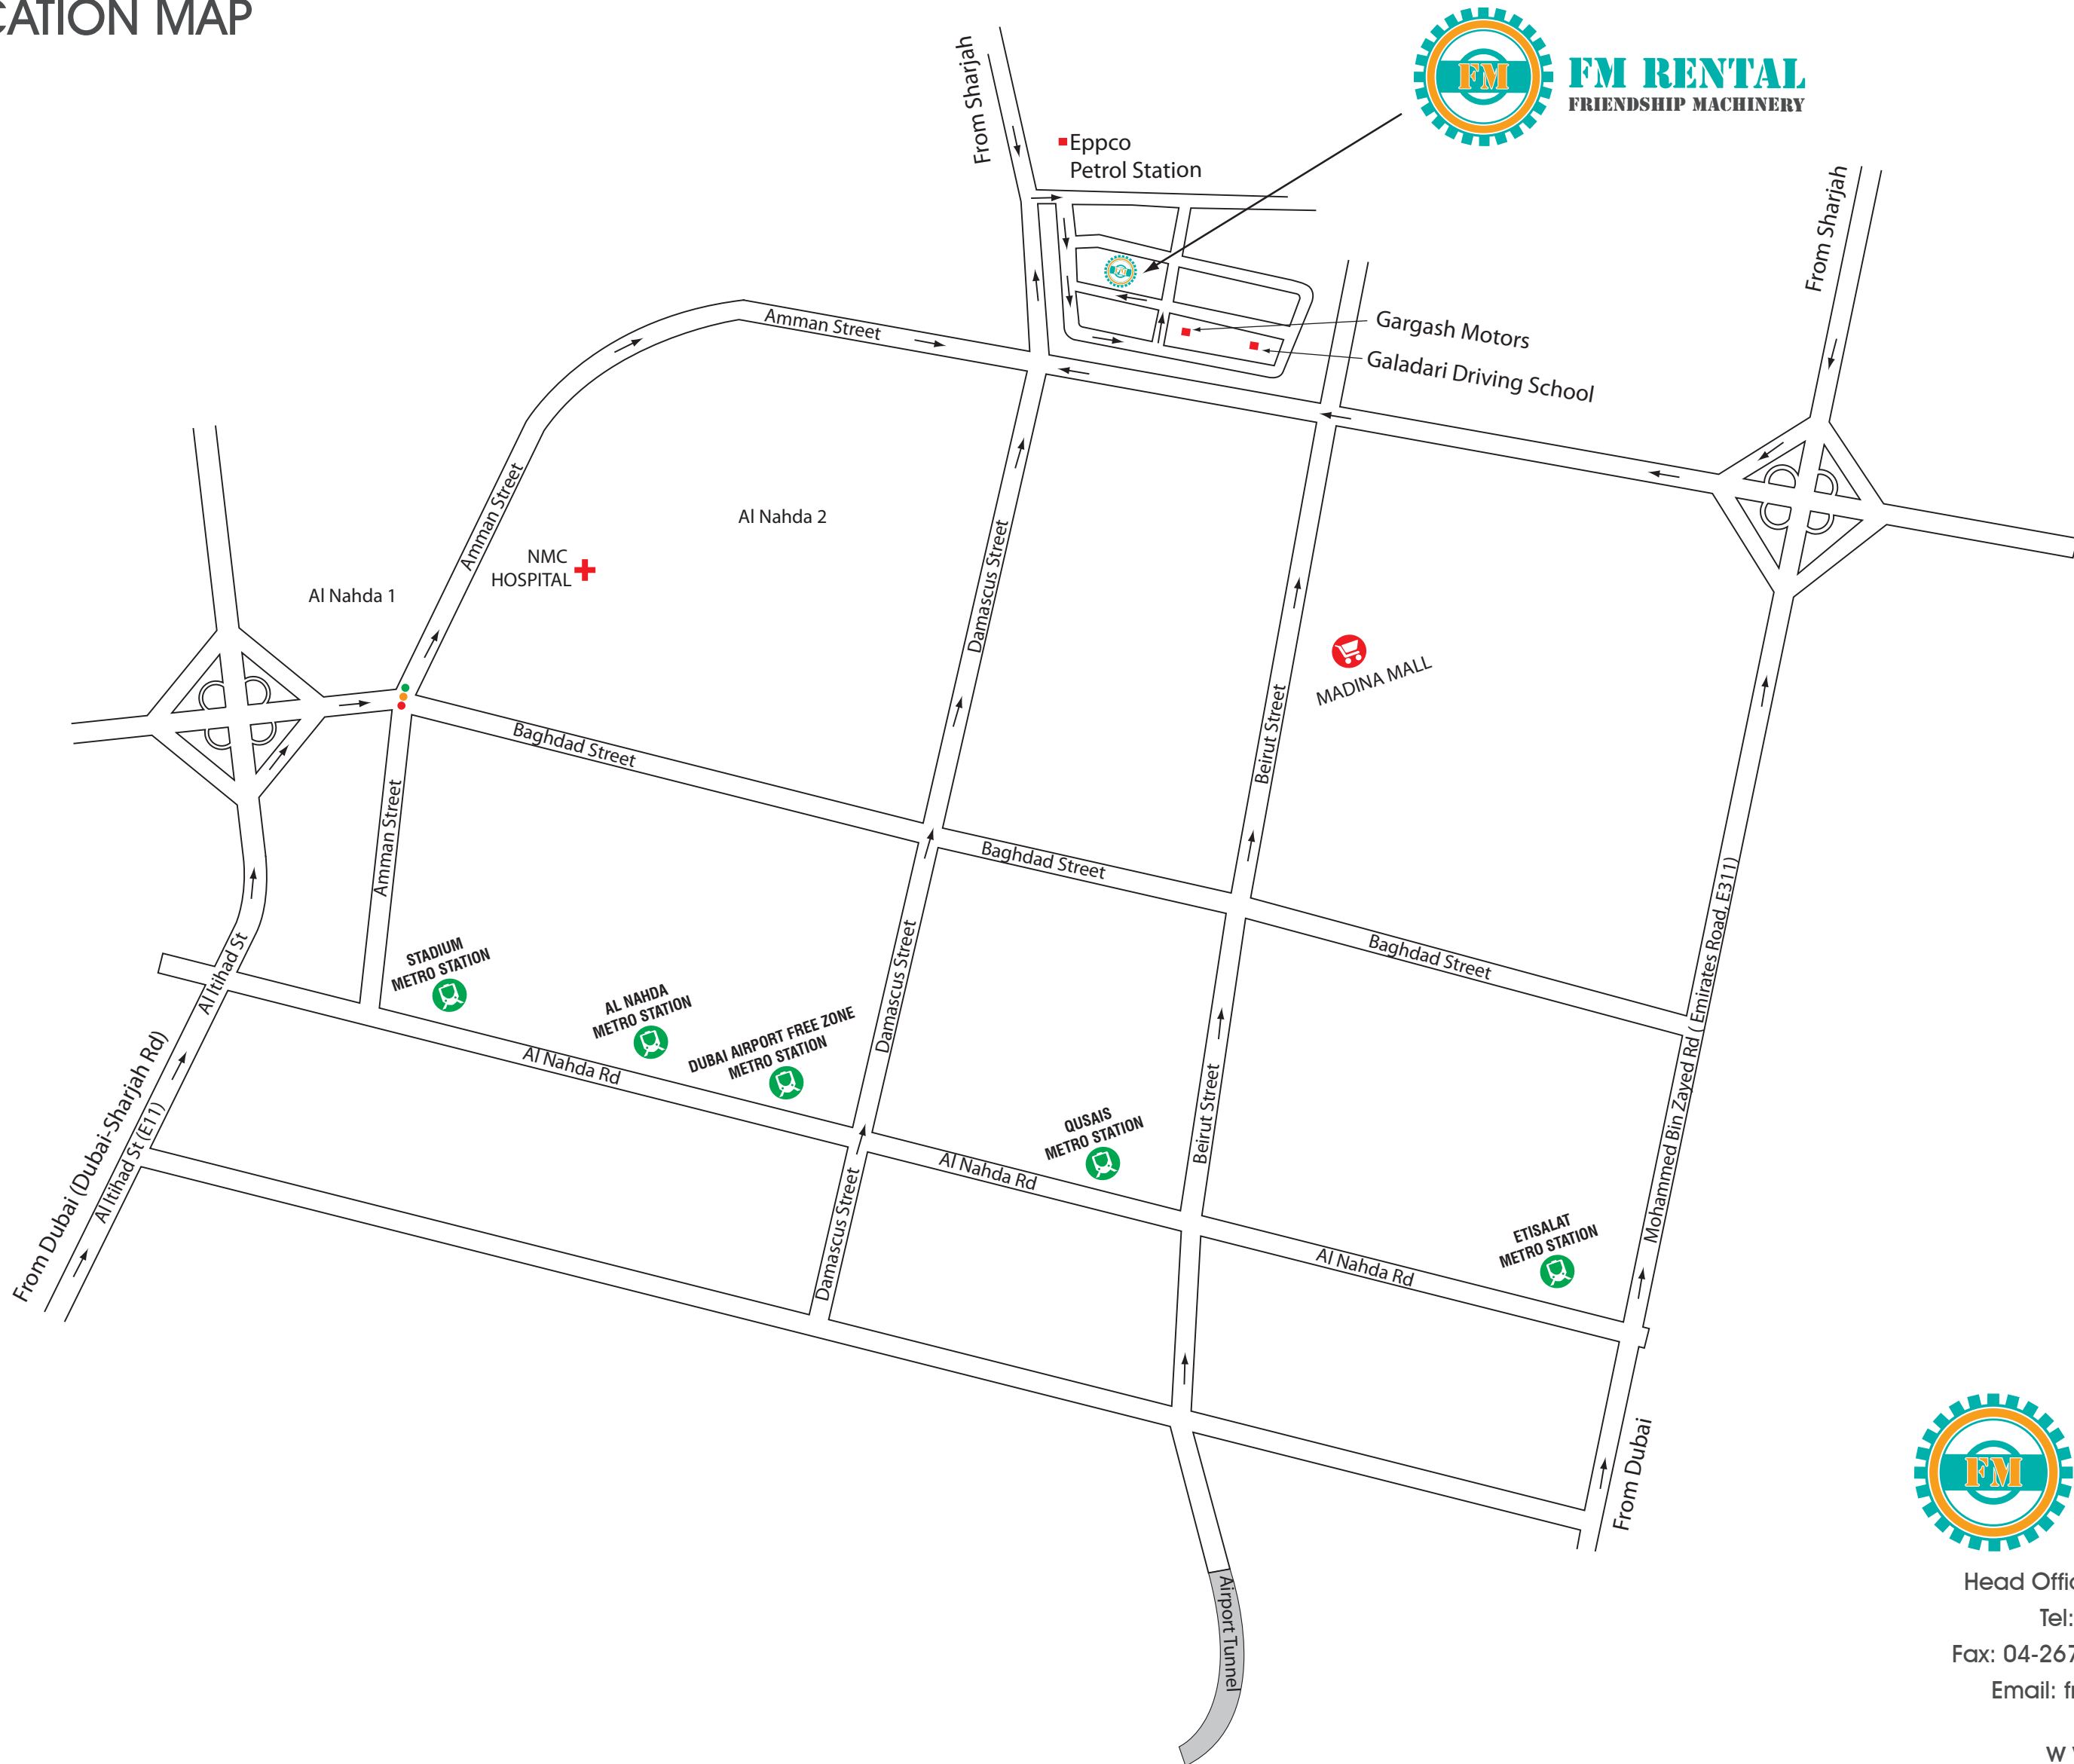 CATION MAP
FM
FM RENTAL
FRIENDSHIP MACHINERY
From Sharjah
Eppco
Petrol Station
From Sharjah
Amman Street
Gargash Motors
Galadari Driving School
Amman Street
Al Nahda 2
NMC
HOSPITAL
Al Nahda 1
Damascus Street
MADINA MALL
Baghdad Street
Beirut Street
Amman Street
Baghdad Street
Baghdad Street
Mohammed Bin Zayed Rd ( Emirates Road, E311)
Al Itihad St
STADIUM
METRO STATION
AL NAHDA
METRO STATION
DUBAI AIRPORT FREE ZONE
METRO STATION
Damascus Street
Al Nahda Rd
From Dubai (Dubai-Sharjah Rd)
Al Itihad St (E11)
QUSAIS
METRO STATION
Beirut Street
Al Nahda Rd
Damascus Street
ETISALAT
METRO STATION
Al Nahda Rd
From Dubai
FM
Airport Tunnel
Head Offic
Tel:
Fax: 04-267
Email: f
W